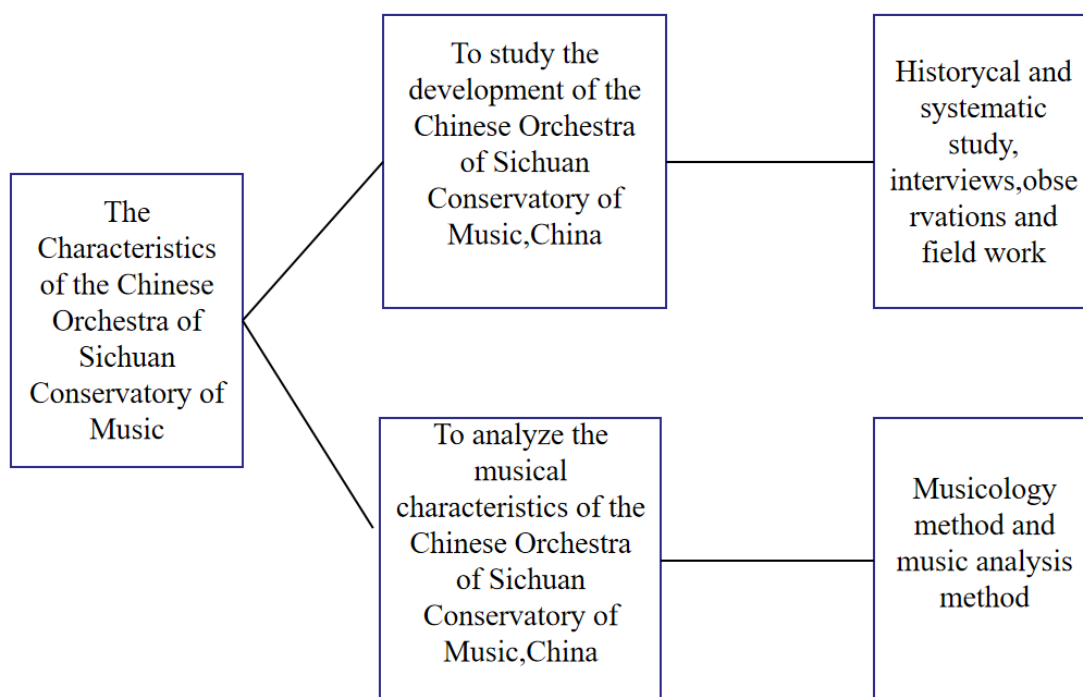 The
Characteristics
of the Chinese
Orchestra of
Sichuan
Conservatory of
Music
To study the
development of the
Chinese Orchestra
of Sichuan
Conservatory of
Music,China
Historycal and
systematic
study,
interviews,obse
rvations and
field work
To analyze the
musical
characteristics of the
Chinese Orchestra
of Sichuan
Conservatory of
Music,China
Musicology
method and
music analysis
method